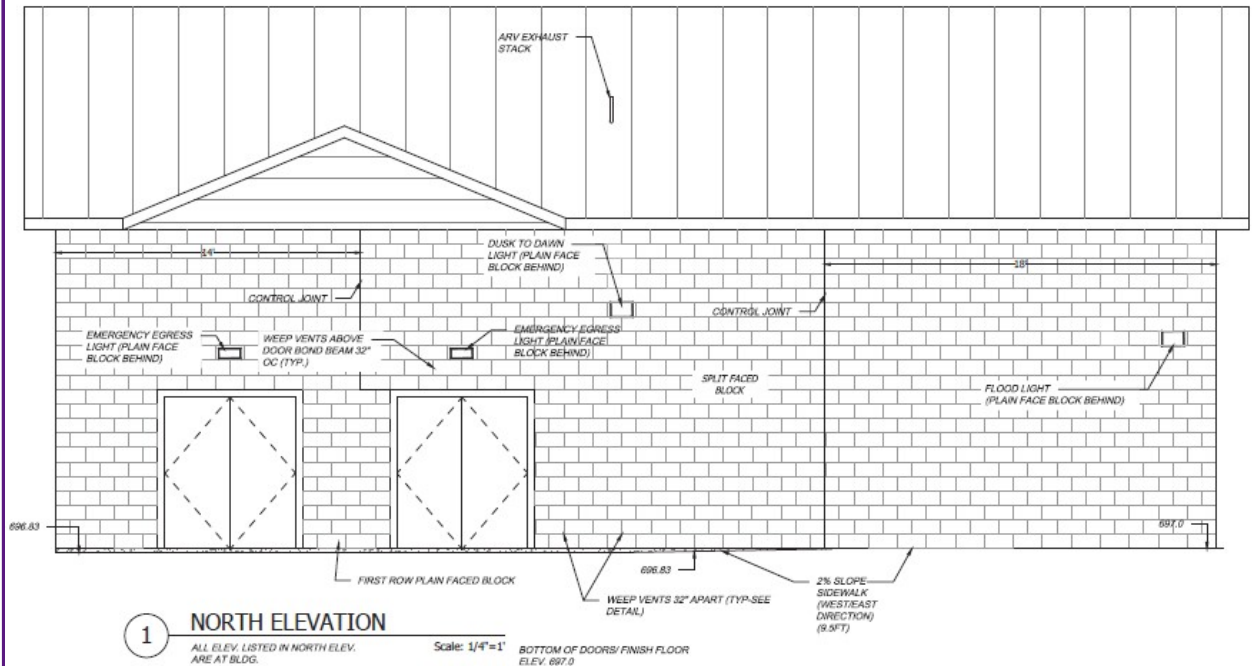 ARV EXHAUST
STACK
14'
DUSK TO DAWN
LIGHT (PLAIN FACE
BLOCK BEHIND)
18'
CONTROL JOINT
CONTROL JOINT
EMERGENCY EGRESS
LIGHT (PLAIN FACE
BLOCK BEHIND)
WEEP VENTS ABOVE
DOOR BOND BEAM 32"
OC (TYP.)
EMERGENCY EGRESS
LIGHT (PLAIN FACE
BLOCK BEHIND)
SPLIT FACED
BLOCK
FLOOD LIGHT
(PLAIN FACE BLOCK BEHIND)
696.83
697.0
696.83
FIRST ROW PLAIN FACED BLOCK
WEEP VENTS 32" APART (TYP-SEE
DETAIL)
2% SLOPE
SIDEWALK
(WEST/EAST
DIRECTION)
(9.5FT)
1
NORTH ELEVATION
ALL ELEV. LISTED IN NORTH ELEV.
ARE AT BLDG.
Scale: 1/4"=1'
BOTTOM OF DOORS/ FINISH FLOOR
ELEV. 697.0